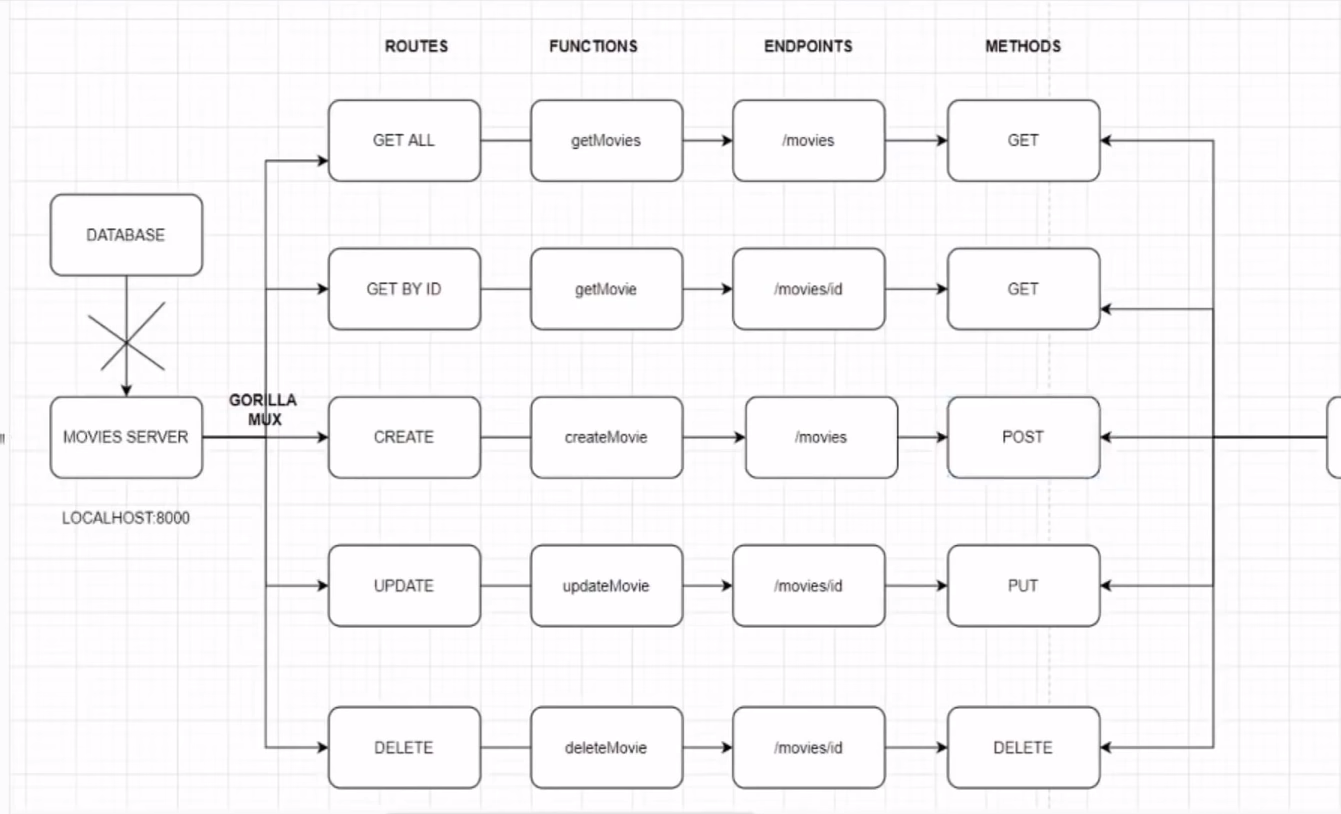 ROUTES FUNCTIONS ENDPOINTS METHODS
GET ALL getMovies /movies GET
DATABASE
GET BY ID getMovie /movies/id GET
GORILLA
MUX
MOVIES SERVER CREATE createMovie /movies POST
LOCALHOST:8000
UPDATE updateMovie /movies/id PUT
DELETE deleteMovie /movies/id DELETE